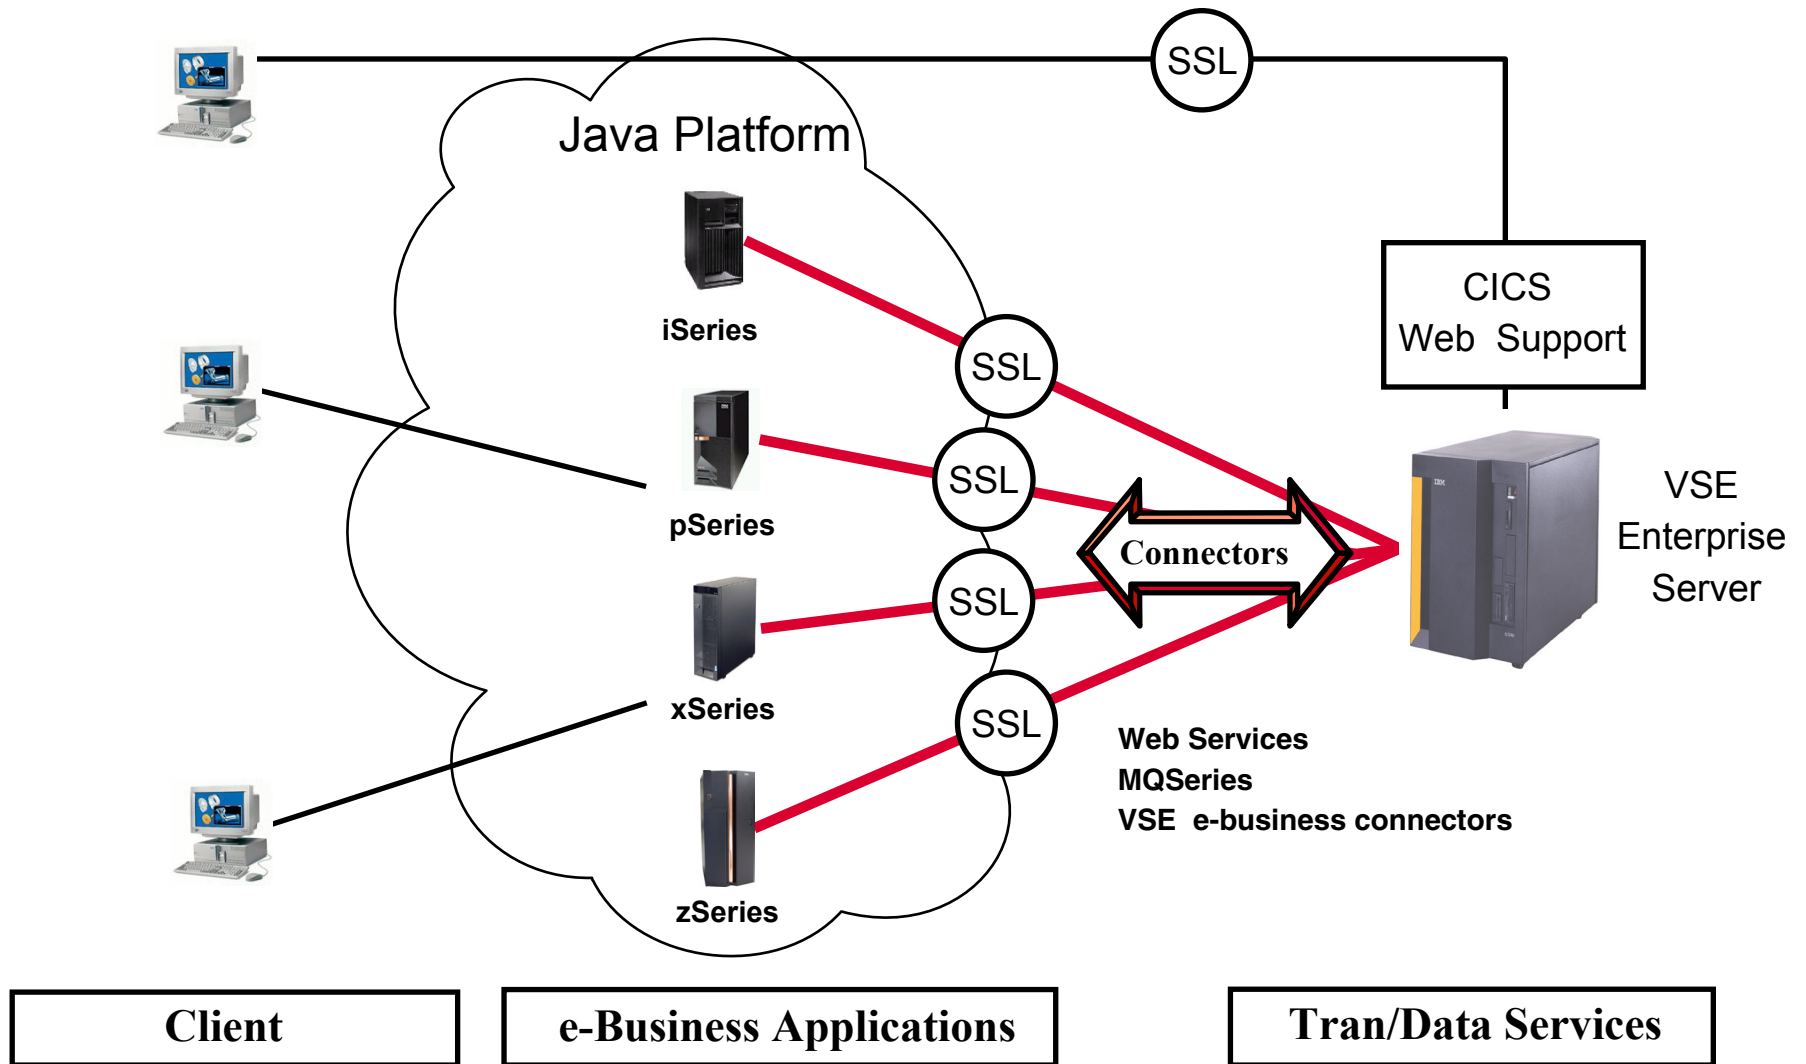 SSL
Java Platform
iSeries
SSL
CICS
Web Support
pSeries
SSL
Connectors
VSE
Enterprise
Server
IBM
xSeries
SSL
zSeries
SSL
Web Services
MQSeries
VSE e-business connectors
Client
e-Business Applications
Tran/Data Services